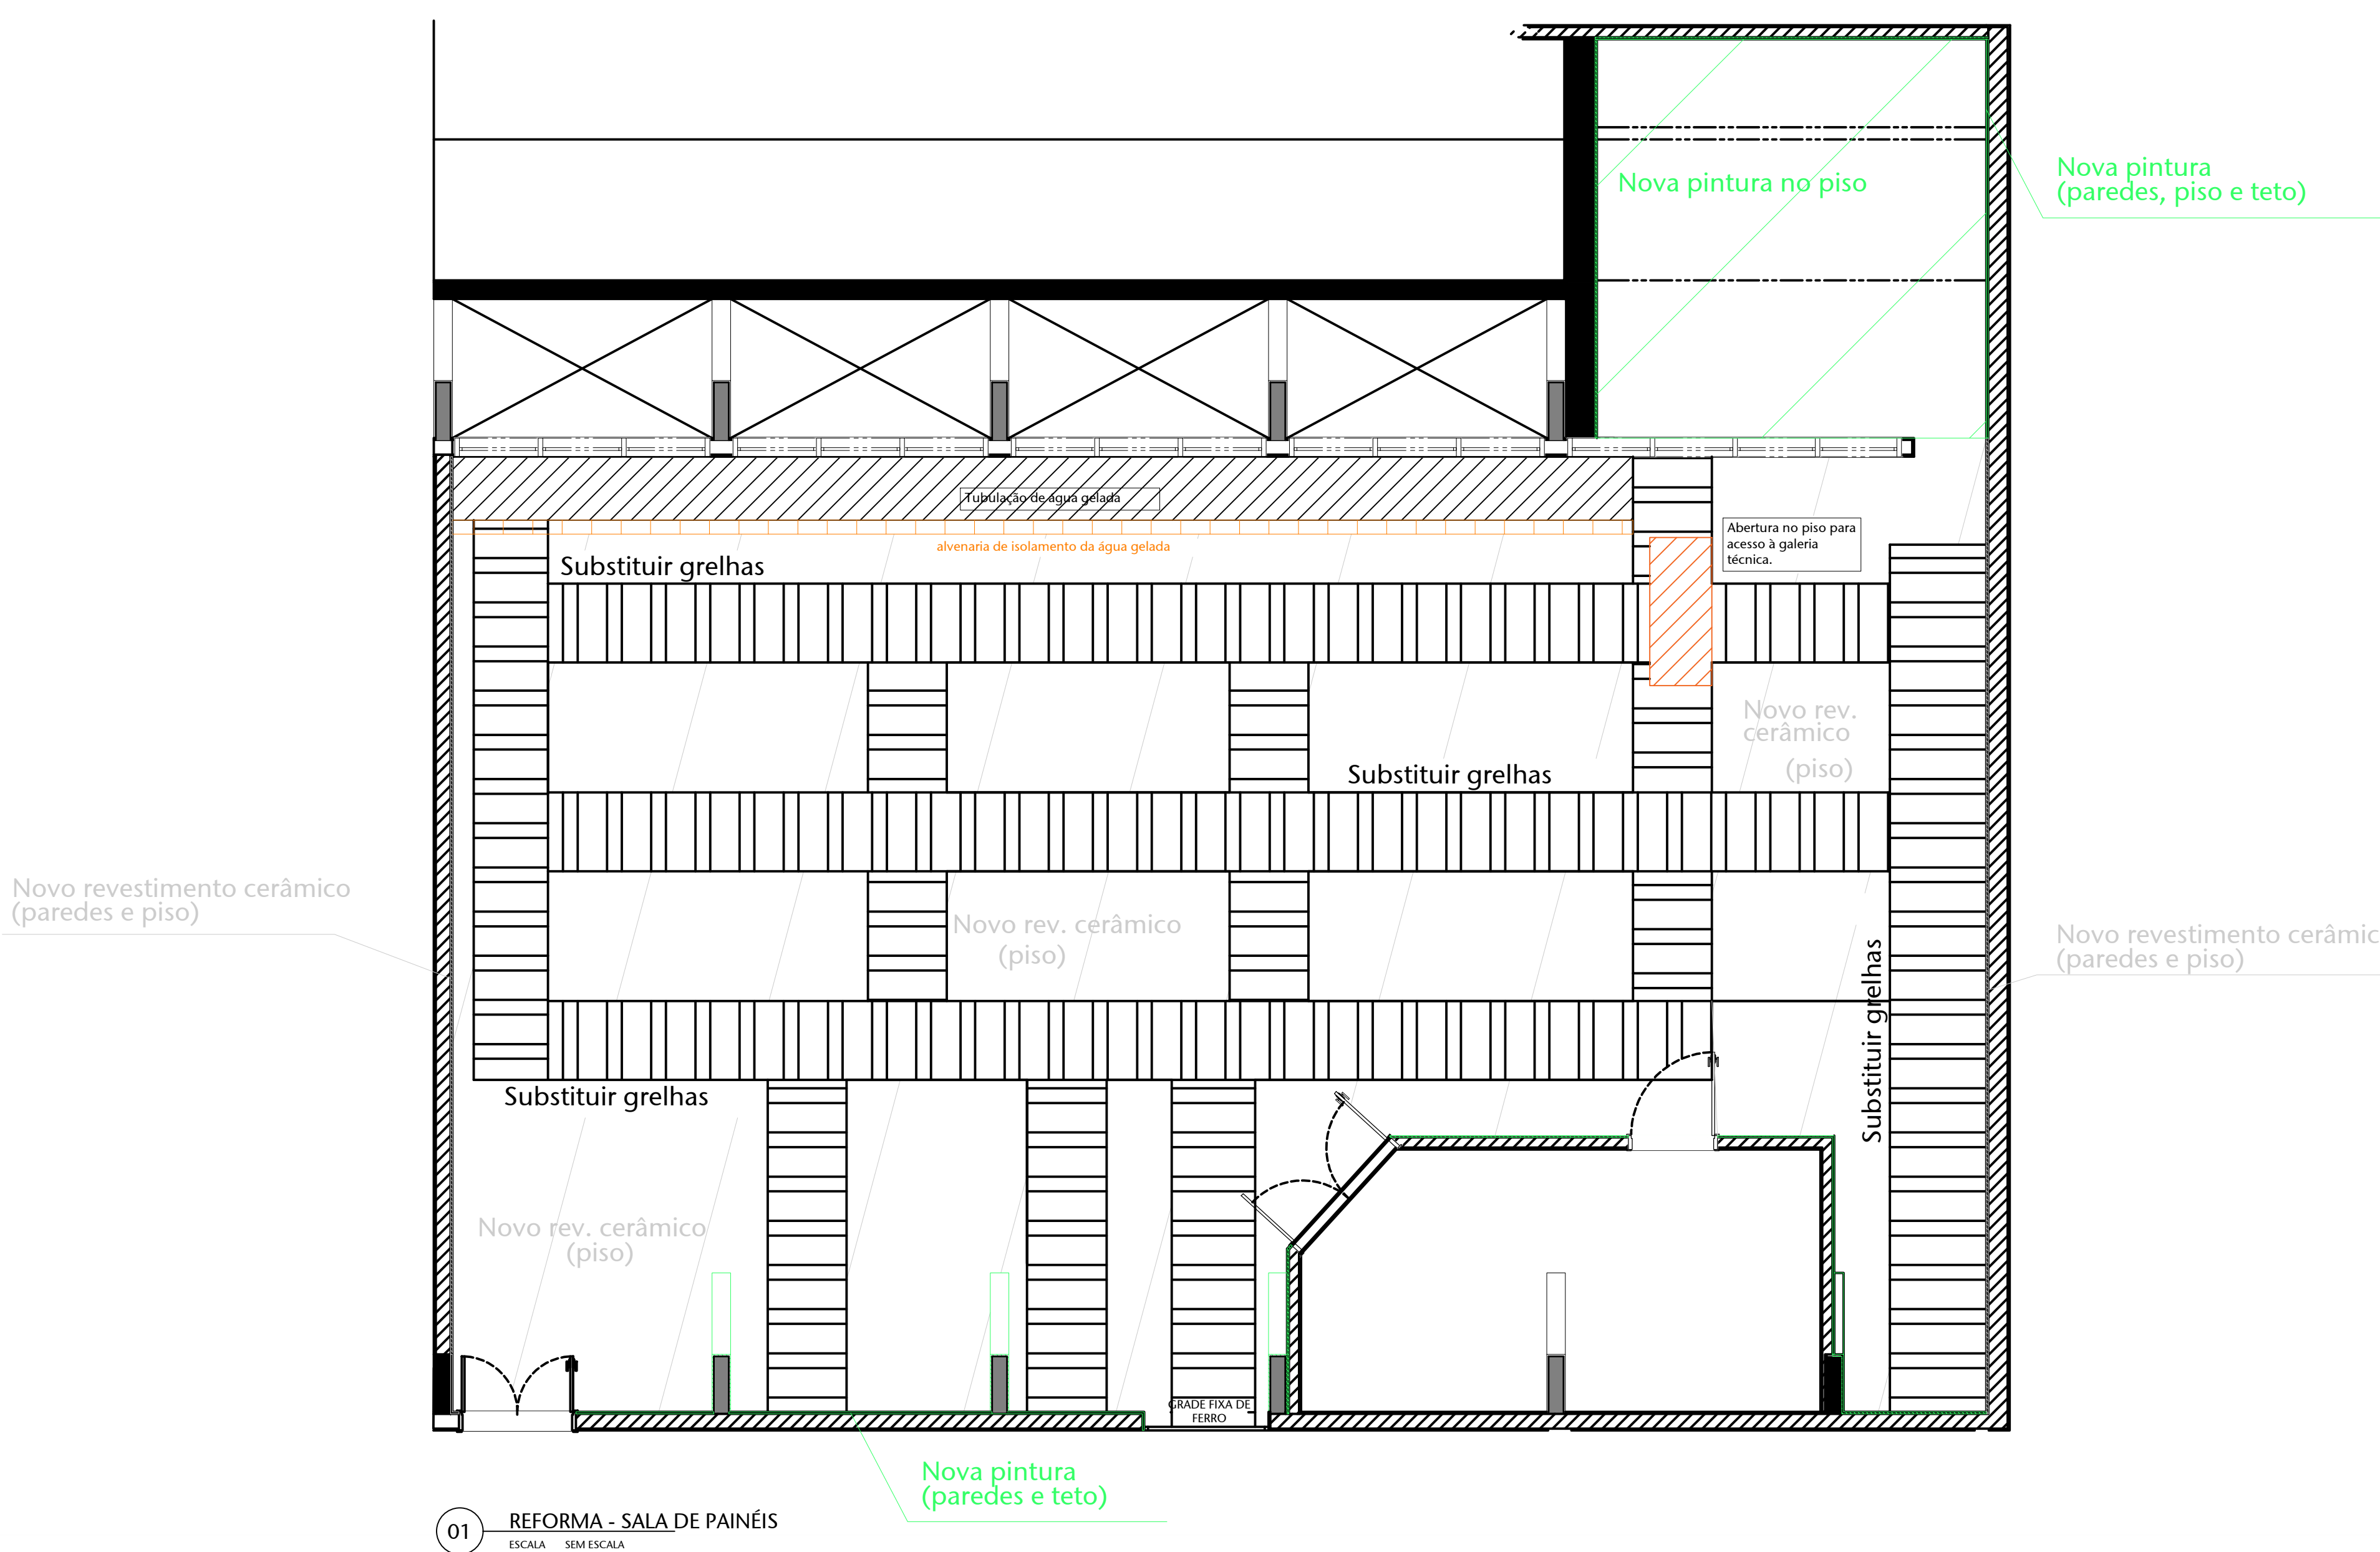 Nova pintura
(paredes, piso e teto)
Nova pintura no piso
Tubulação de água gelada
alvenaria de isolamento da água gelada
Abertura no piso para
acesso à galeria
técnica.
Substituir grelhas
Novo rev.
cerâmico
(piso)
Substituir grelhas
Novo revestimento cerâmico
(paredes e piso)
Novo rev. cerâmico
(piso)
Novo revestimento cerâmic
(paredes e piso)
Substituir grelhas
Substituir grelhas
Novo rev. cerâmico
(piso)
GRADE FIXA DE
FERRO
Nova pintura
(paredes e teto)
01
REFORMA - SALA DE PAINÉIS
ESCALA SEM ESCALA